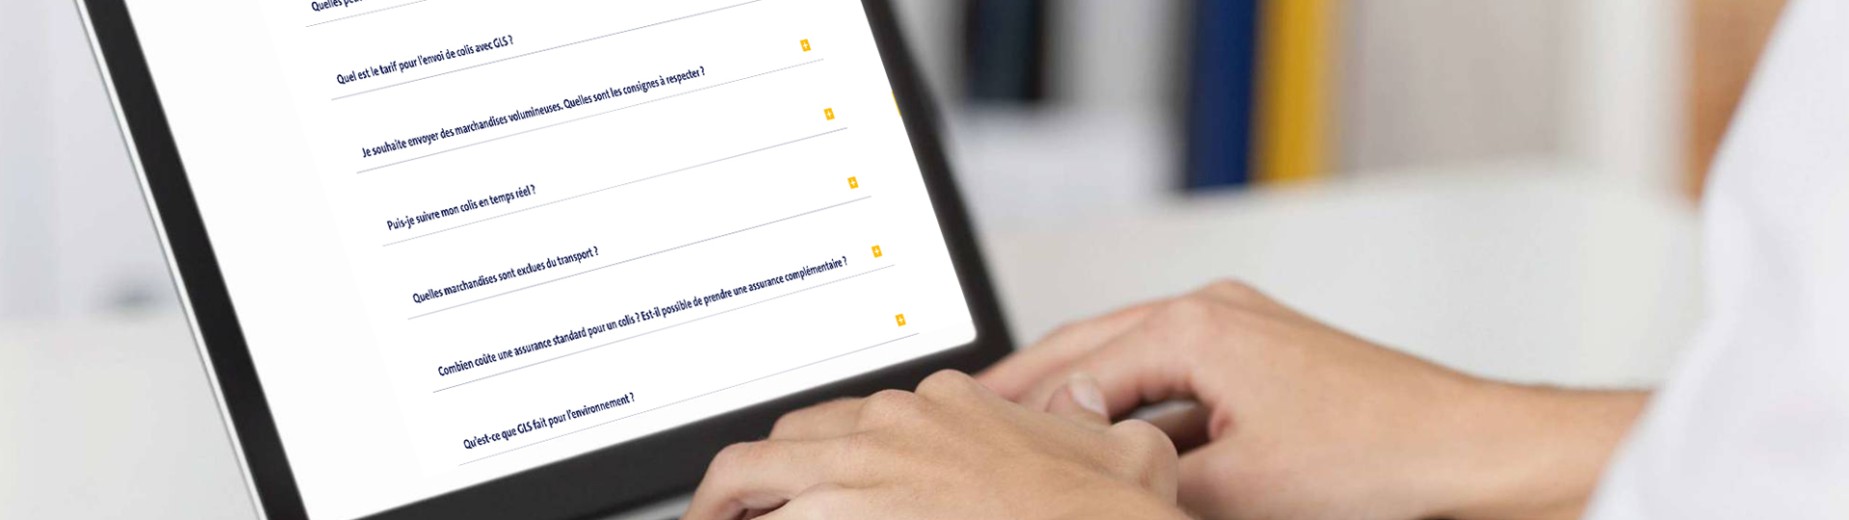 Quelles
Quel est le tarif pour l'envoi de colis avec GLS ?
Je souhaite envoyer des marchandises volumineuses. Quelles sont les consignes à respecter ?
Puis-je suivre mon colis en temps réel ?
Quelles marchandises sont exclues du transport ?
Combien coûte une assurance standard pour un colis ? Est-il possible de prendre une assurance complémentaire ?
Qu'est-ce que GLS fait pour l'environnement ?